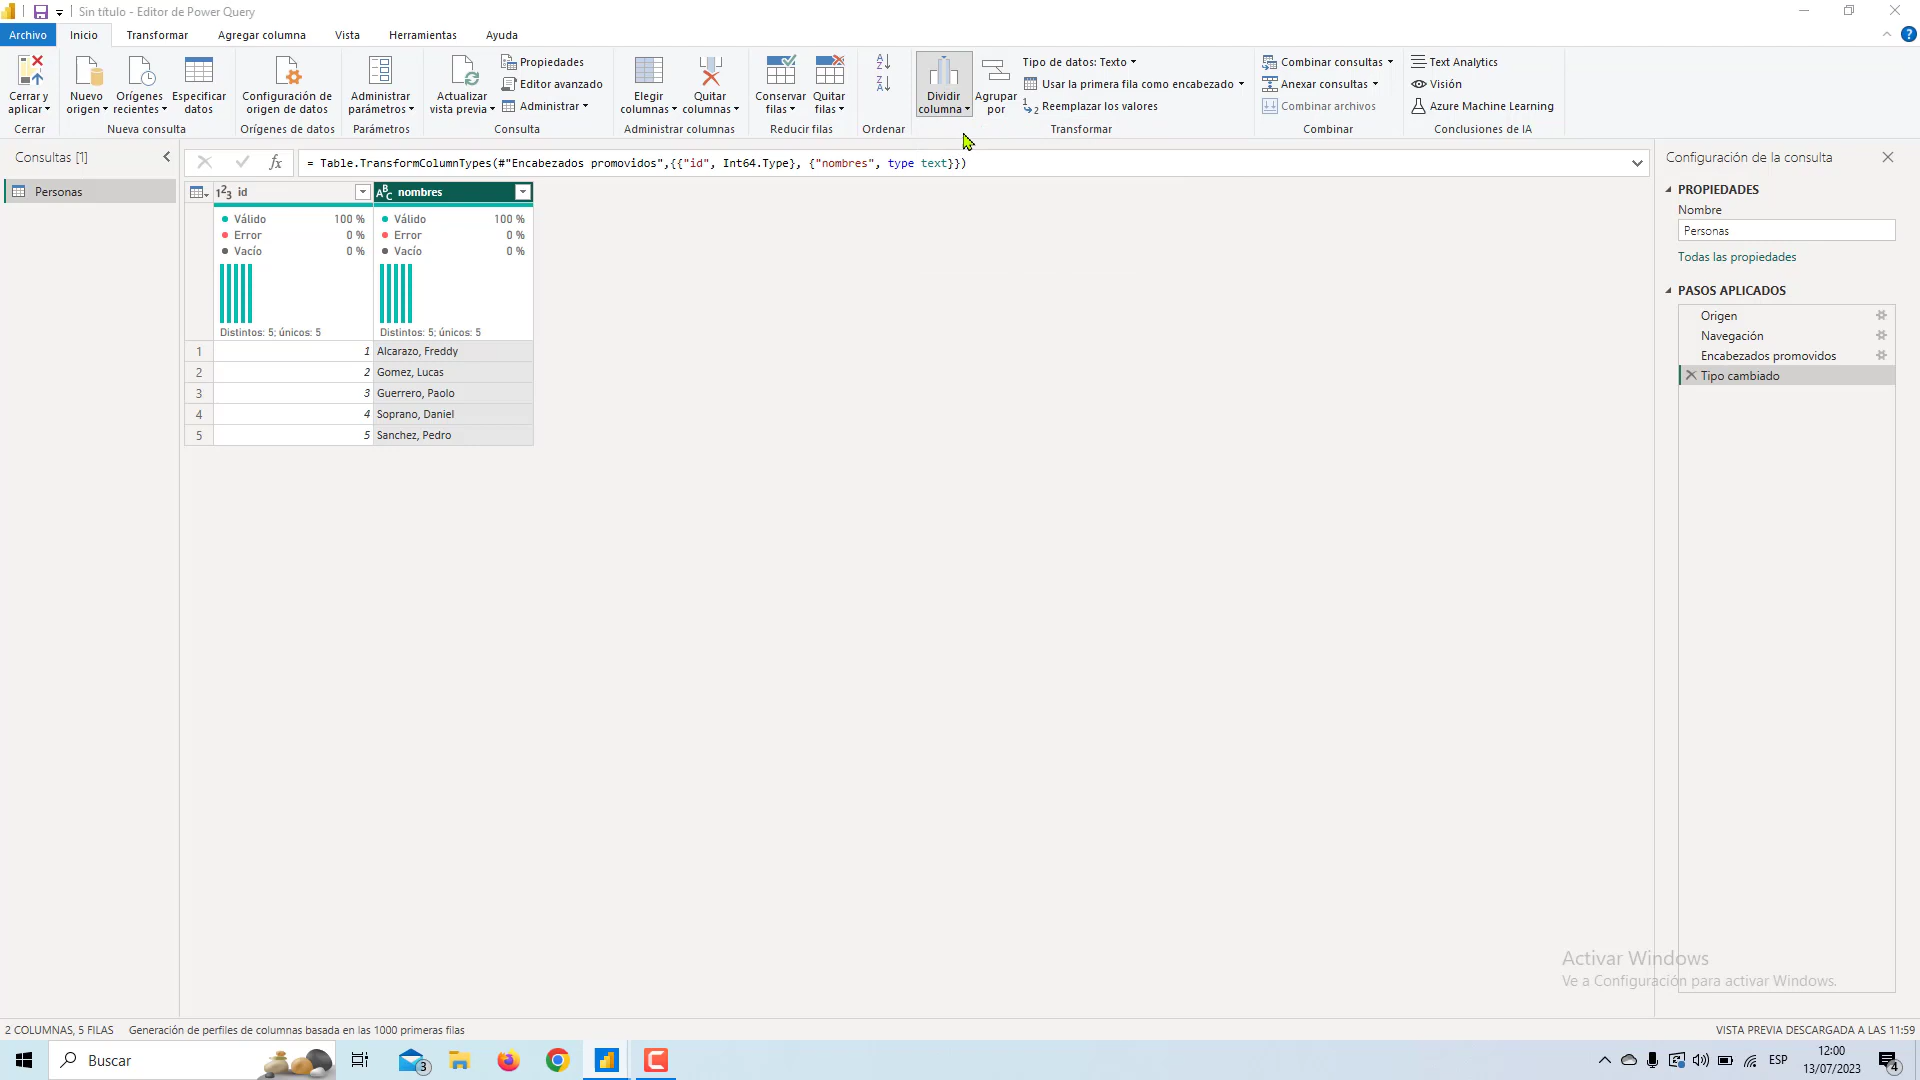 Sin título - Editor de Power Query
Archivo Inicio Transformar Agregar columna Vista Herramientas Ayuda
Cerrar y aplicar
Cerrar
Nuevo origen
Orígenes recientes
Especificar datos
Nueva consulta
Configuración de origen de datos
Orígenes de datos
Administrar parámetros
Parámetros
Actualizar vista previa
Propiedades
Editor avanzado
Administrar
Consulta
Elegir columnas
Quitar columnas
Administrar columnas
Conservar filas
Quitar filas
Reducir filas
Ordenar
Dividir columna
Agrupar por
Tipo de datos: Texto
Usar la primera fila como encabezado
Reemplazar los valores
Transformar
Combinar consultas
Anexar consultas
Combinar archivos
Combinar
Text Analytics
Visión
Azure Machine Learning
Conclusiones de IA
Consultas [1]
Personas
= Table.TransformColumnTypes(#"Encabezados promovidos",{{"id", Int64.Type}, {"nombres", type text}})
id nombres
Válido 100 % Válido 100 %
Error 0 % Error 0 %
Vacío 0 % Vacío 0 %
Distintos: 5; únicos: 5 Distintos: 5; únicos: 5
1 1 Alcarazo, Freddy
2 2 Gomez, Lucas
3 3 Guerrero, Paolo
4 4 Soprano, Daniel
5 5 Sanchez, Pedro
Configuración de la consulta
PROPIEDADES
Nombre
Personas
Todas las propiedades
PASOS APLICADOS
Origen
Navegación
Encabezados promovidos
Tipo cambiado
Activar Windows
Ve a Configuración para activar Windows.
2 COLUMNAS, 5 FILAS Generación de perfiles de columnas basada en las 1000 primeras filas
VISTA PREVIA DESCARGADA A LAS 11:59
Buscar
3
ESP
12:00
13/07/2023
4